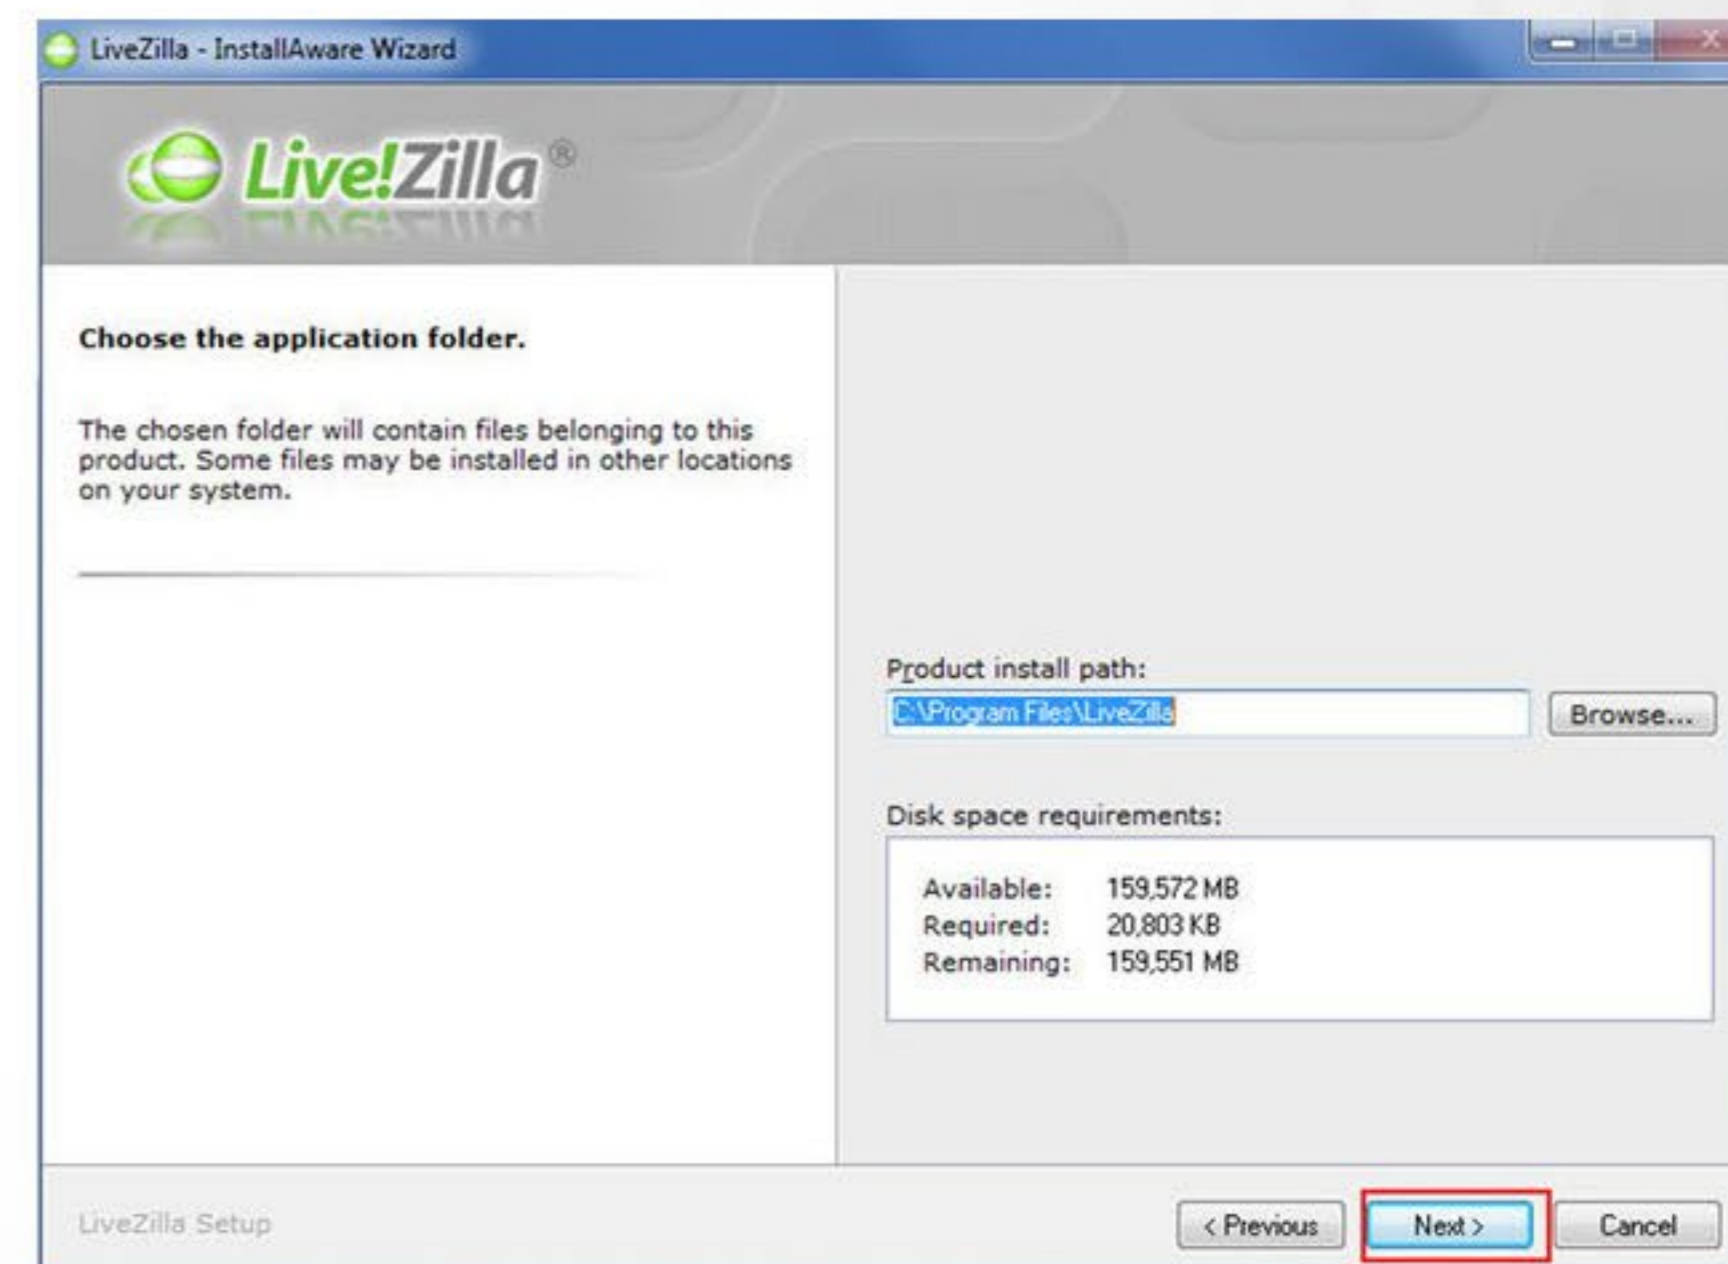 LiveZilla - InstallAware Wizard
Live!Zilla®
Choose the application folder.
The chosen folder will contain files belonging to this
product. Some files may be installed in other locations
on your system.
Product install path:
C:\Program Files\LiveZilla
Browse...
Disk space requirements:
Available: 159,572 MB
Required: 20,803 KB
Remaining: 159,551 MB
LiveZilla Setup
< Previous Next > Cancel